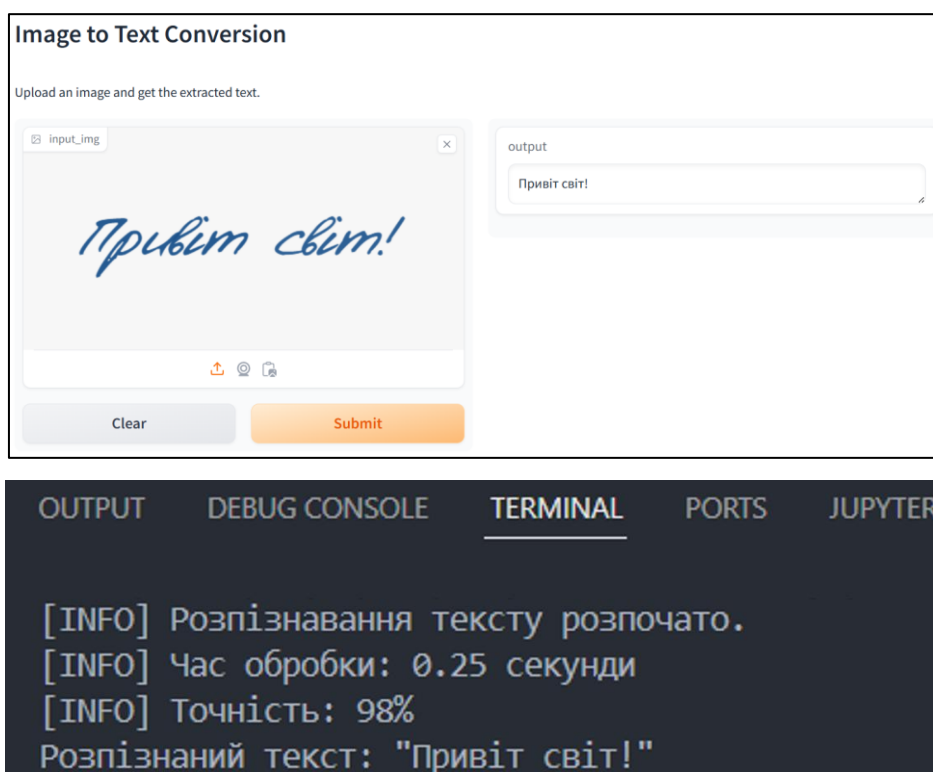 Image to Text Conversion
Upload an image and get the extracted text.
input_img
output
Привіт світ!
Привіт світ!
Clear
Submit
OUTPUT DEBUG CONSOLE TERMINAL PORTS JUPYTER
[INFO] Розпізнавання тексту розпочато.
[INFO] Час обробки: 0.25 секунди
[INFO] Точність: 98%
Розпізнаний текст: "Привіт світ!"